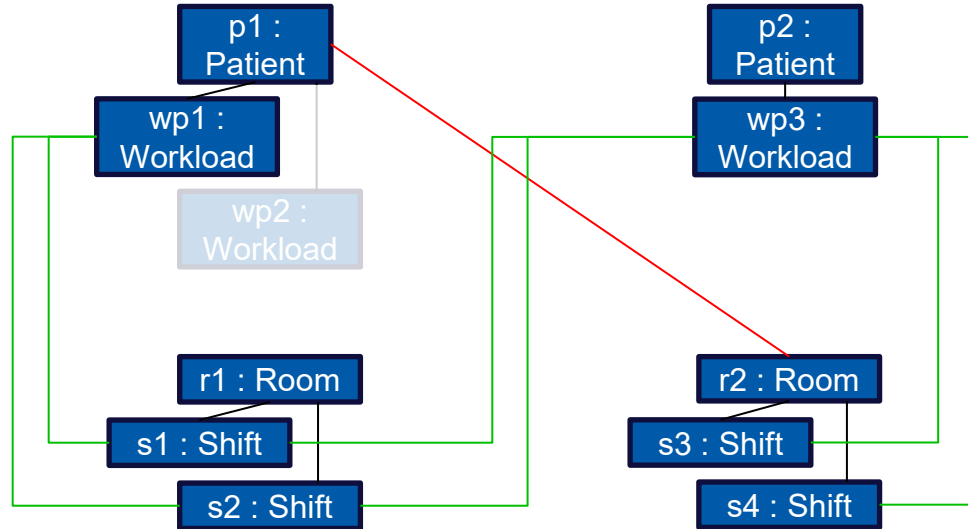 p1 :
Patient
p2 :
Patient
wp1 :
Workload
wp3 :
Workload
wp2 :
Workload
r1 : Room
r2 : Room
s1 : Shift
s3 : Shift
s2 : Shift
s4 : Shift